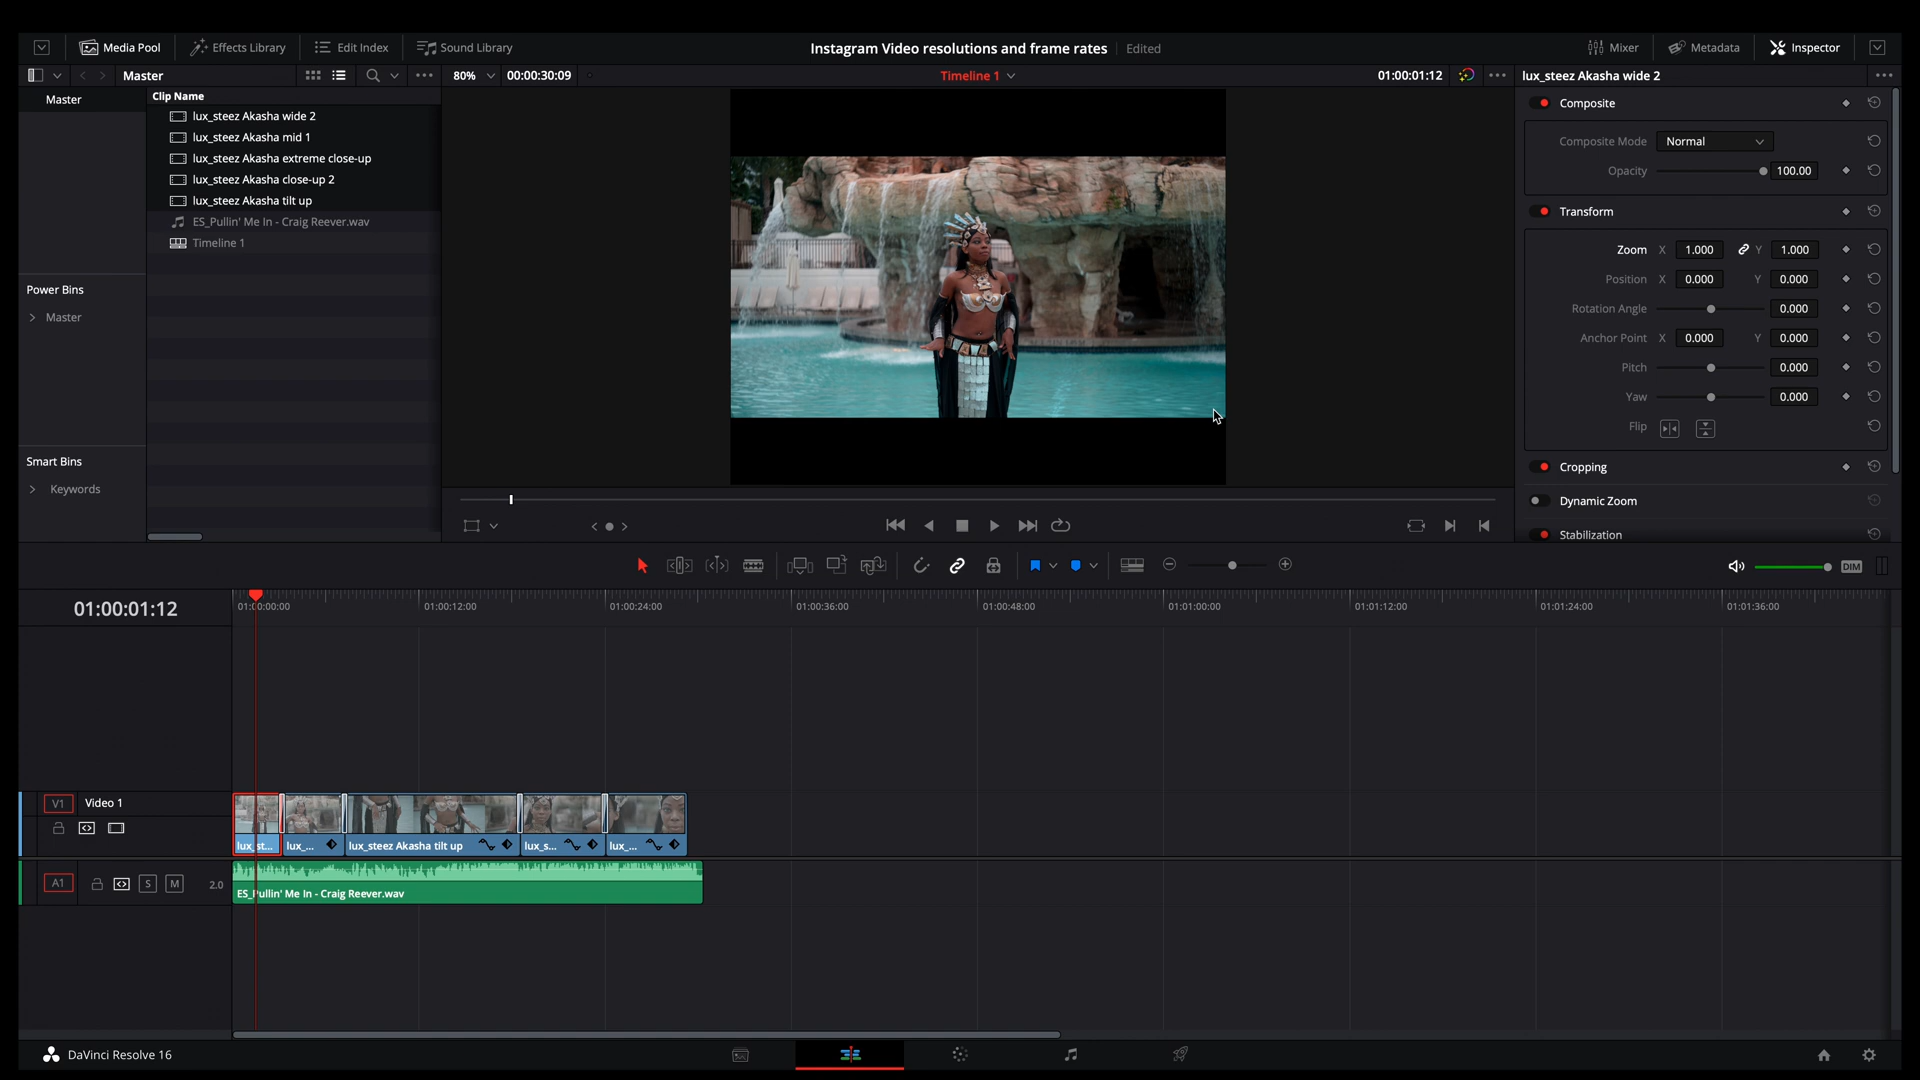 Media Pool
Effects Library
Edit Index
Sound Library
Instagram Video resolutions and frame rates
Edited
Mixer
Metadata
Inspector
Master
80%
00:00:30:09
Timeline 1
01:00:01:12
lux_steez Akasha wide 2
Master
Power Bins
Master
Smart Bins
Keywords
Clip Name
lux_steez Akasha wide 2
lux_steez Akasha mid 1
lux_steez Akasha extreme close-up
lux_steez Akasha close-up 2
lux_steez Akasha tilt up
ES_Pullin' Me In - Craig Reever.wav
Timeline 1
Composite
Composite Mode Normal
Opacity 100.00
Transform
Zoom X 1.000 Y 1.000
Position X 0.000 Y 0.000
Rotation Angle 0.000
Anchor Point X 0.000 Y 0.000
Pitch 0.000
Yaw 0.000
Flip
Cropping
Dynamic Zoom
Stabilization
DIM
01:00:01:12
01:00:00:00
01:00:12:00
01:00:24:00
01:00:36:00
01:00:48:00
01:01:00:00
01:01:12:00
01:01:24:00
01:01:36:00
V1 Video 1
lux_st...
lux_...
lux_steez Akasha tilt up
lux_s...
lux_...
A1 S M 2.0
ES_Pullin' Me In - Craig Reever.wav
DaVinci Resolve 16